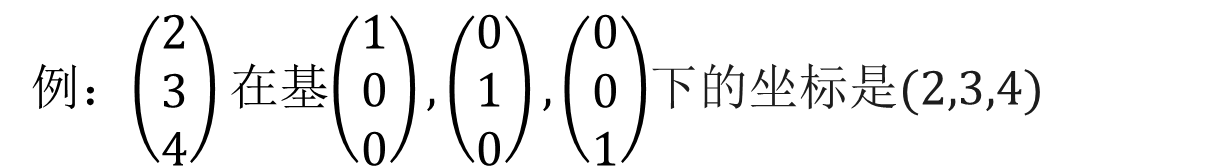 例：(2 3 4) 在基(1 0 0),(0 1 0),(0 0 1)下的坐标是(2,3,4)